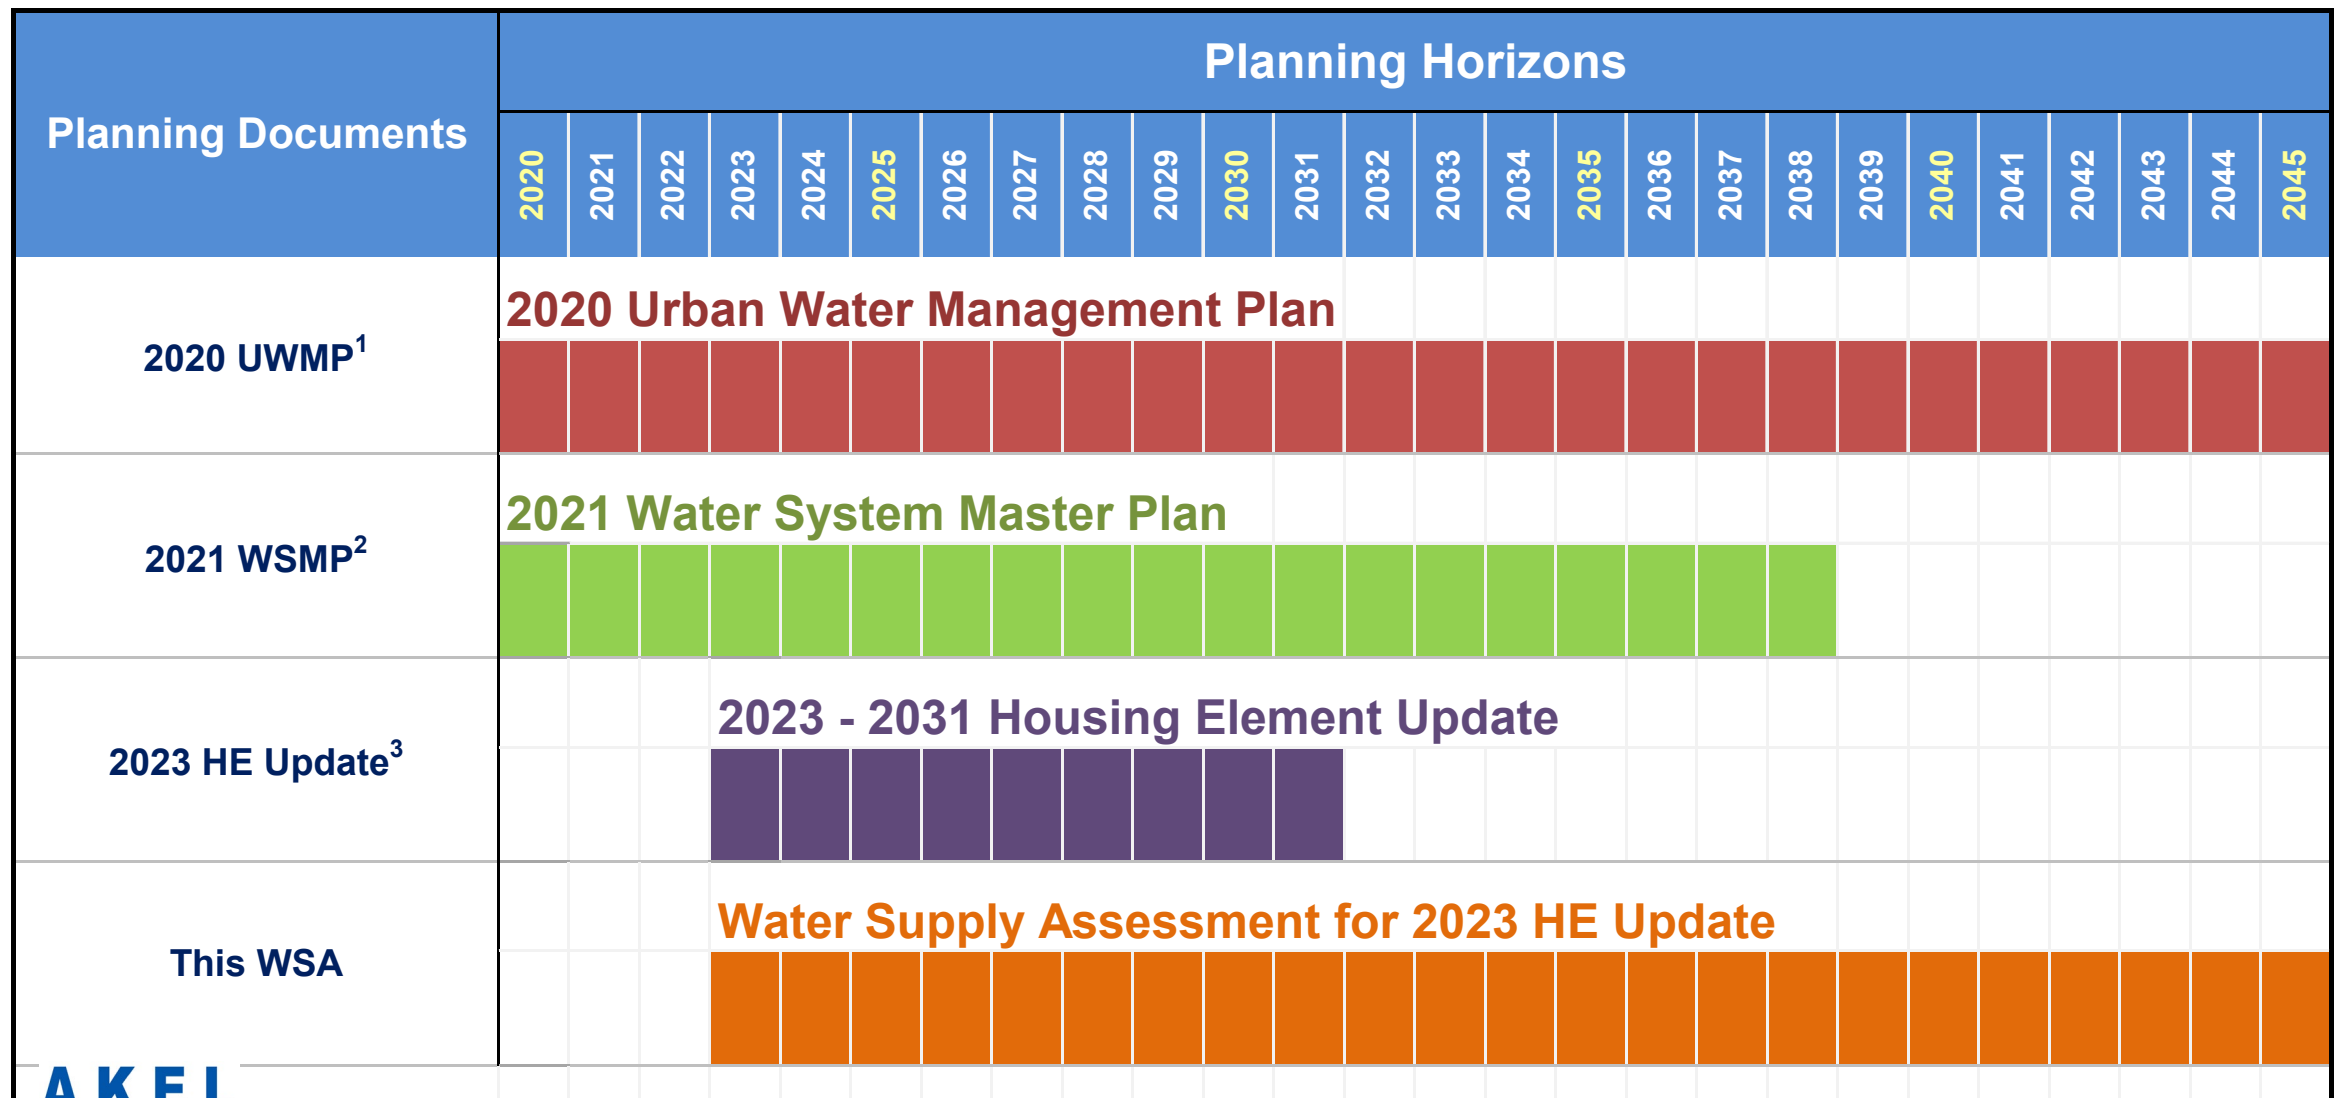 Planning Documents
Planning Horizons
2020 2021 2022 2023 2024 2025 2026 2027 2028 2029 2030 2031 2032 2033 2034 2035 2036 2037 2038 2039 2040 2041 2042 2043 2044 2045
2020 UWMP¹
2020 Urban Water Management Plan
2021 WSMP²
2021 Water System Master Plan
2023 HE Update³
2023 - 2031 Housing Element Update
This WSA
Water Supply Assessment for 2023 HE Update